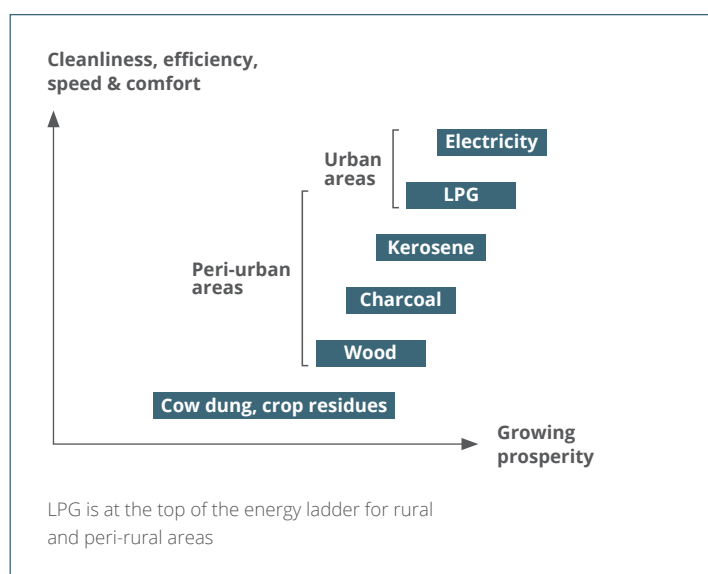 Cleanliness, efficiency,
speed & comfort
Electricity
Urban
areas
LPG
Kerosene
Peri-urban
areas
Charcoal
Wood
Cow dung, crop residues
Growing
prosperity
LPG is at the top of the energy ladder for rural
and peri-rural areas